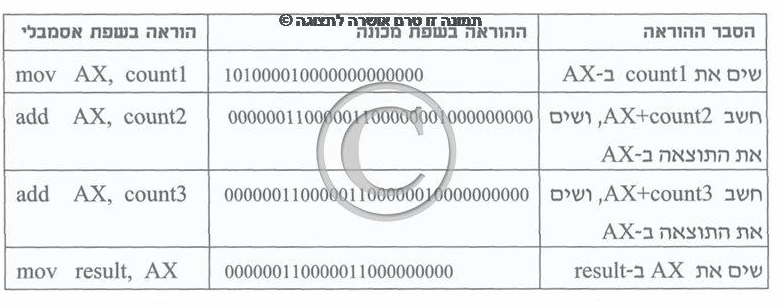 תמונה זו טרם אושרה לתצוגה ©
הסבר ההוראה ההוראה בשפת מכונה הוראה בשפת אסמבלי
שים את count1 ב-AX 101000010000000000000 mov AX, count1
חשב AX+count2, ושים 00000011000001100000001000000000 add AX, count2
את התוצאה ב-AX
חשב AX+count3, ושים 00000011000001100000010000000000 add AX, count3
את התוצאה ב-AX
שים את AX ב-result 000000110000011000000000 mov result, AX